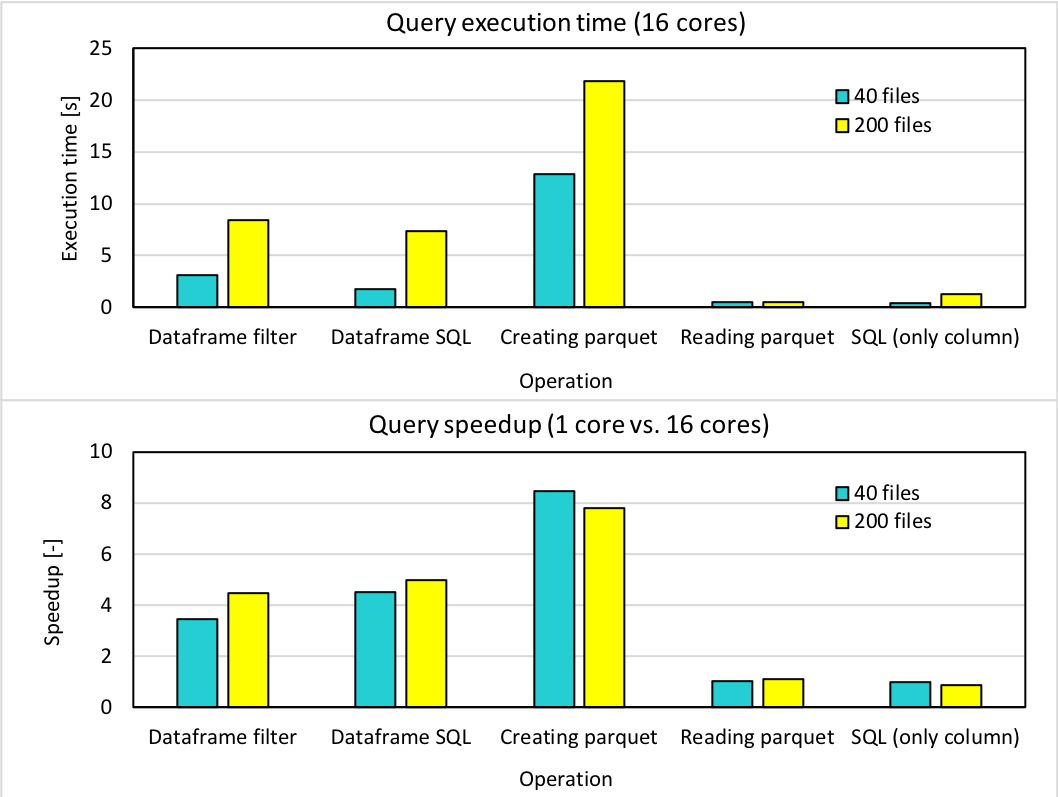 Query execution time (16 cores)
25
20
15
10
5
0
Execution time [s]
40 files
200 files
Dataframe filter
Dataframe SQL
Creating parquet
Reading parquet
SQL (only column)
Operation
Query speedup (1 core vs. 16 cores)
10
8
6
4
2
0
Speedup [-]
40 files
200 files
Dataframe filter
Dataframe SQL
Creating parquet
Reading parquet
SQL (only column)
Operation